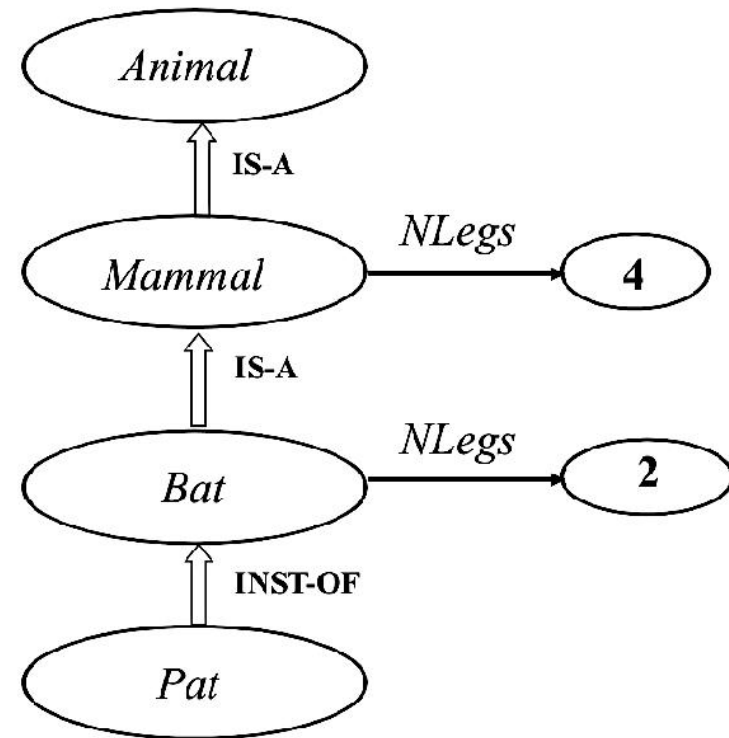 Animal
IS-A
NLegs
Mammal
4
IS-A
NLegs
Bat
2
INST-OF
Pat